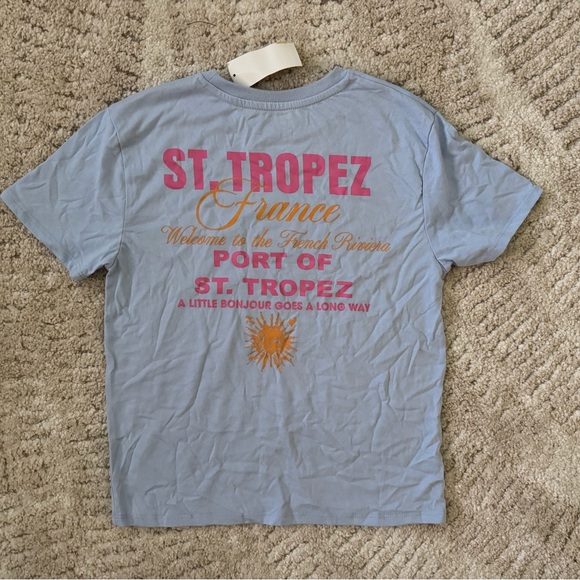 ST. TROPEZ
France
Welcome to the French Riviera
PORT OF
ST. TROPEZ
A LITTLE BONJOUR GOES A LONG WAY